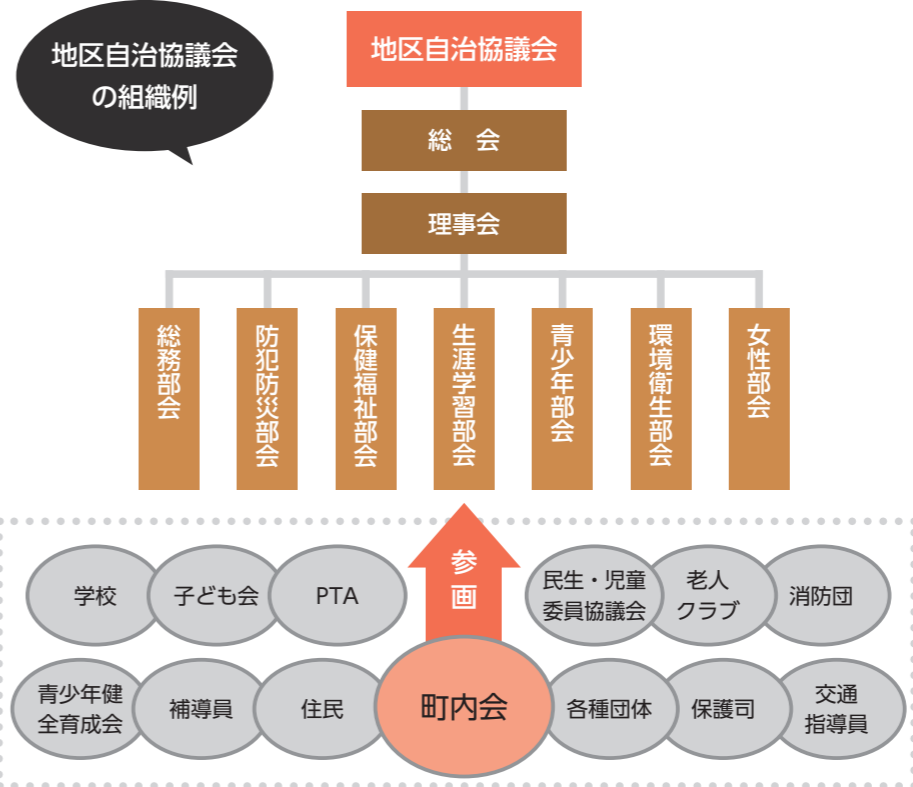 地区自治協議会
の組織例
地区自治協議会
総　会
理事会
総務部会
防犯防災部会
保健福祉部会
生涯学習部会
青少年部会
環境衛生部会
女性部会
参画
学校
子ども会
PTA
民生・児童
委員協議会
老人
クラブ
消防団
青少年健
全育成会
補導員
住民
町内会
各種団体
保護司
交通
指導員